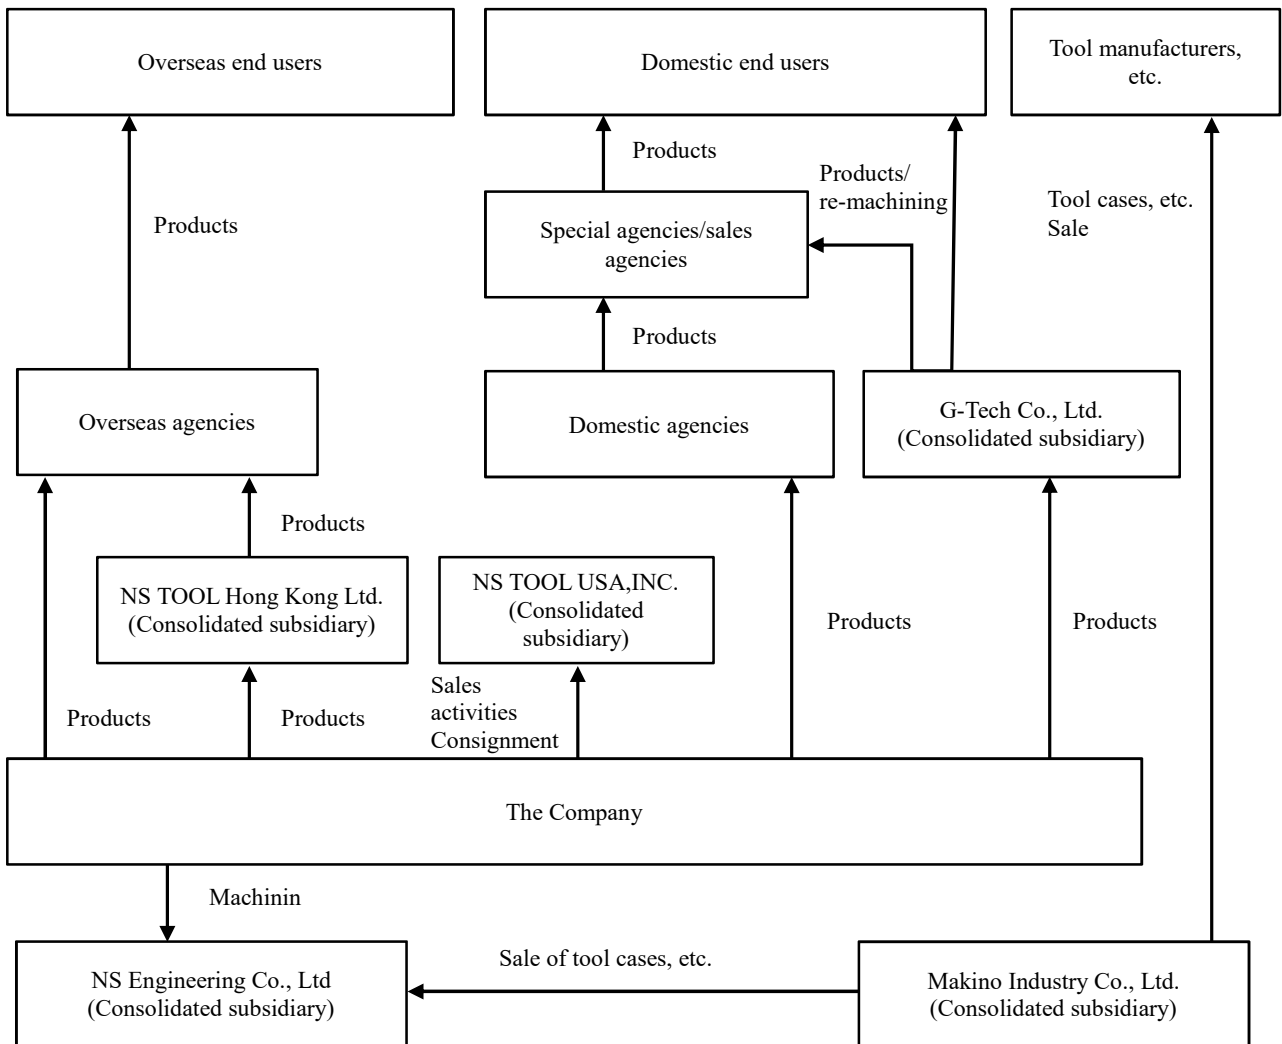 Overseas end users
Domestic end users
Tool manufacturers,
etc.
Products
Products/
re-machining
Tool cases, etc.
Sale
Products
Special agencies/sales
agencies
Products
Overseas agencies
Domestic agencies
G-Tech Co., Ltd.
(Consolidated subsidiary)
Products
NS TOOL Hong Kong Ltd.
(Consolidated subsidiary)
NS TOOL USA,INC.
(Consolidated
subsidiary)
Products
Products
Products
Products
Sales
activities
Consignment
The Company
Machinin
NS Engineering Co., Ltd
(Consolidated subsidiary)
Sale of tool cases, etc.
Makino Industry Co., Ltd.
(Consolidated subsidiary)